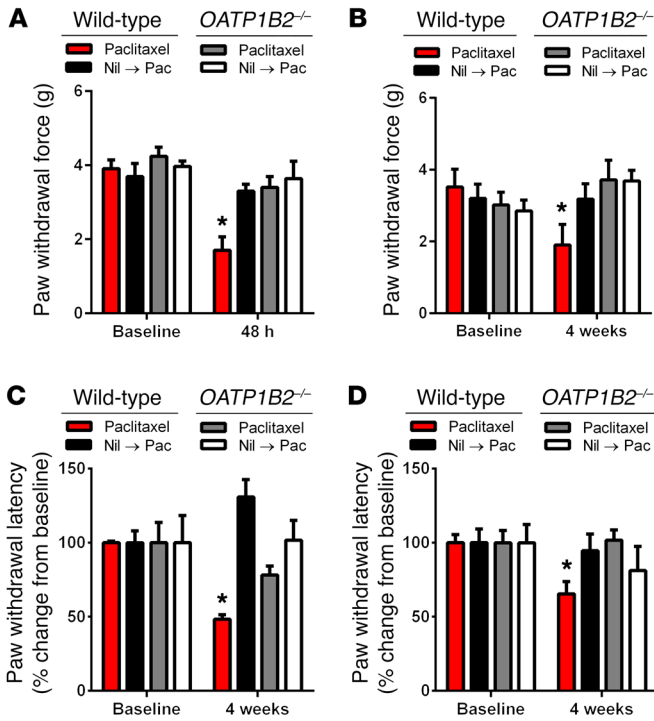 A
Wild-type OATP1B2–/–
Paclitaxel Paclitaxel
Nil → Pac Nil → Pac
Paw withdrawal force (g)
6
4
2
0
*
Baseline 48 h
B
Wild-type OATP1B2–/–
Paclitaxel Paclitaxel
Nil → Pac Nil → Pac
Paw withdrawal force (g)
6
4
2
0
*
Baseline 4 weeks
C
Wild-type OATP1B2–/–
Paclitaxel Paclitaxel
Nil → Pac Nil → Pac
Paw withdrawal latency
(% change from baseline)
150
100
50
0
*
Baseline 4 weeks
D
Wild-type OATP1B2–/–
Paclitaxel Paclitaxel
Nil → Pac Nil → Pac
Paw withdrawal latency
(% change from baseline)
150
100
50
0
*
Baseline 4 weeks